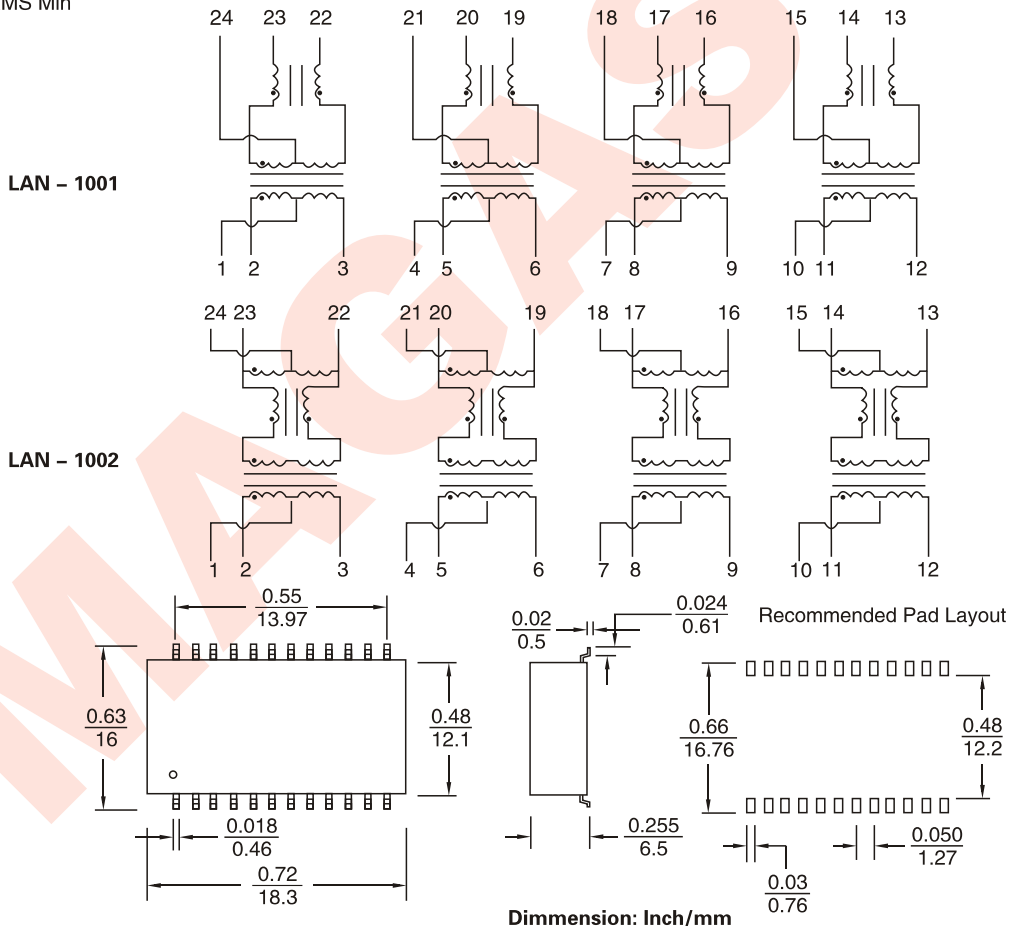 MS Min
24 23 22 21 20 19 18 17 16 15 14 13
LAN – 1001
1 2 3 4 5 6 7 8 9 10 11 12
24 23 22 21 20 19 18 17 16 15 14 13
LAN – 1002
1 2 3 4 5 6 7 8 9 10 11 12
0.55
13.97
0.63
16
0.48
12.1
0.018
0.46
0.72
18.3
0.02
0.5
0.024
0.61
0.255
6.5
Recommended Pad Layout
0.66
16.76
0.48
12.2
0.050
1.27
0.03
0.76
Dimmension: Inch/mm
MAGAS